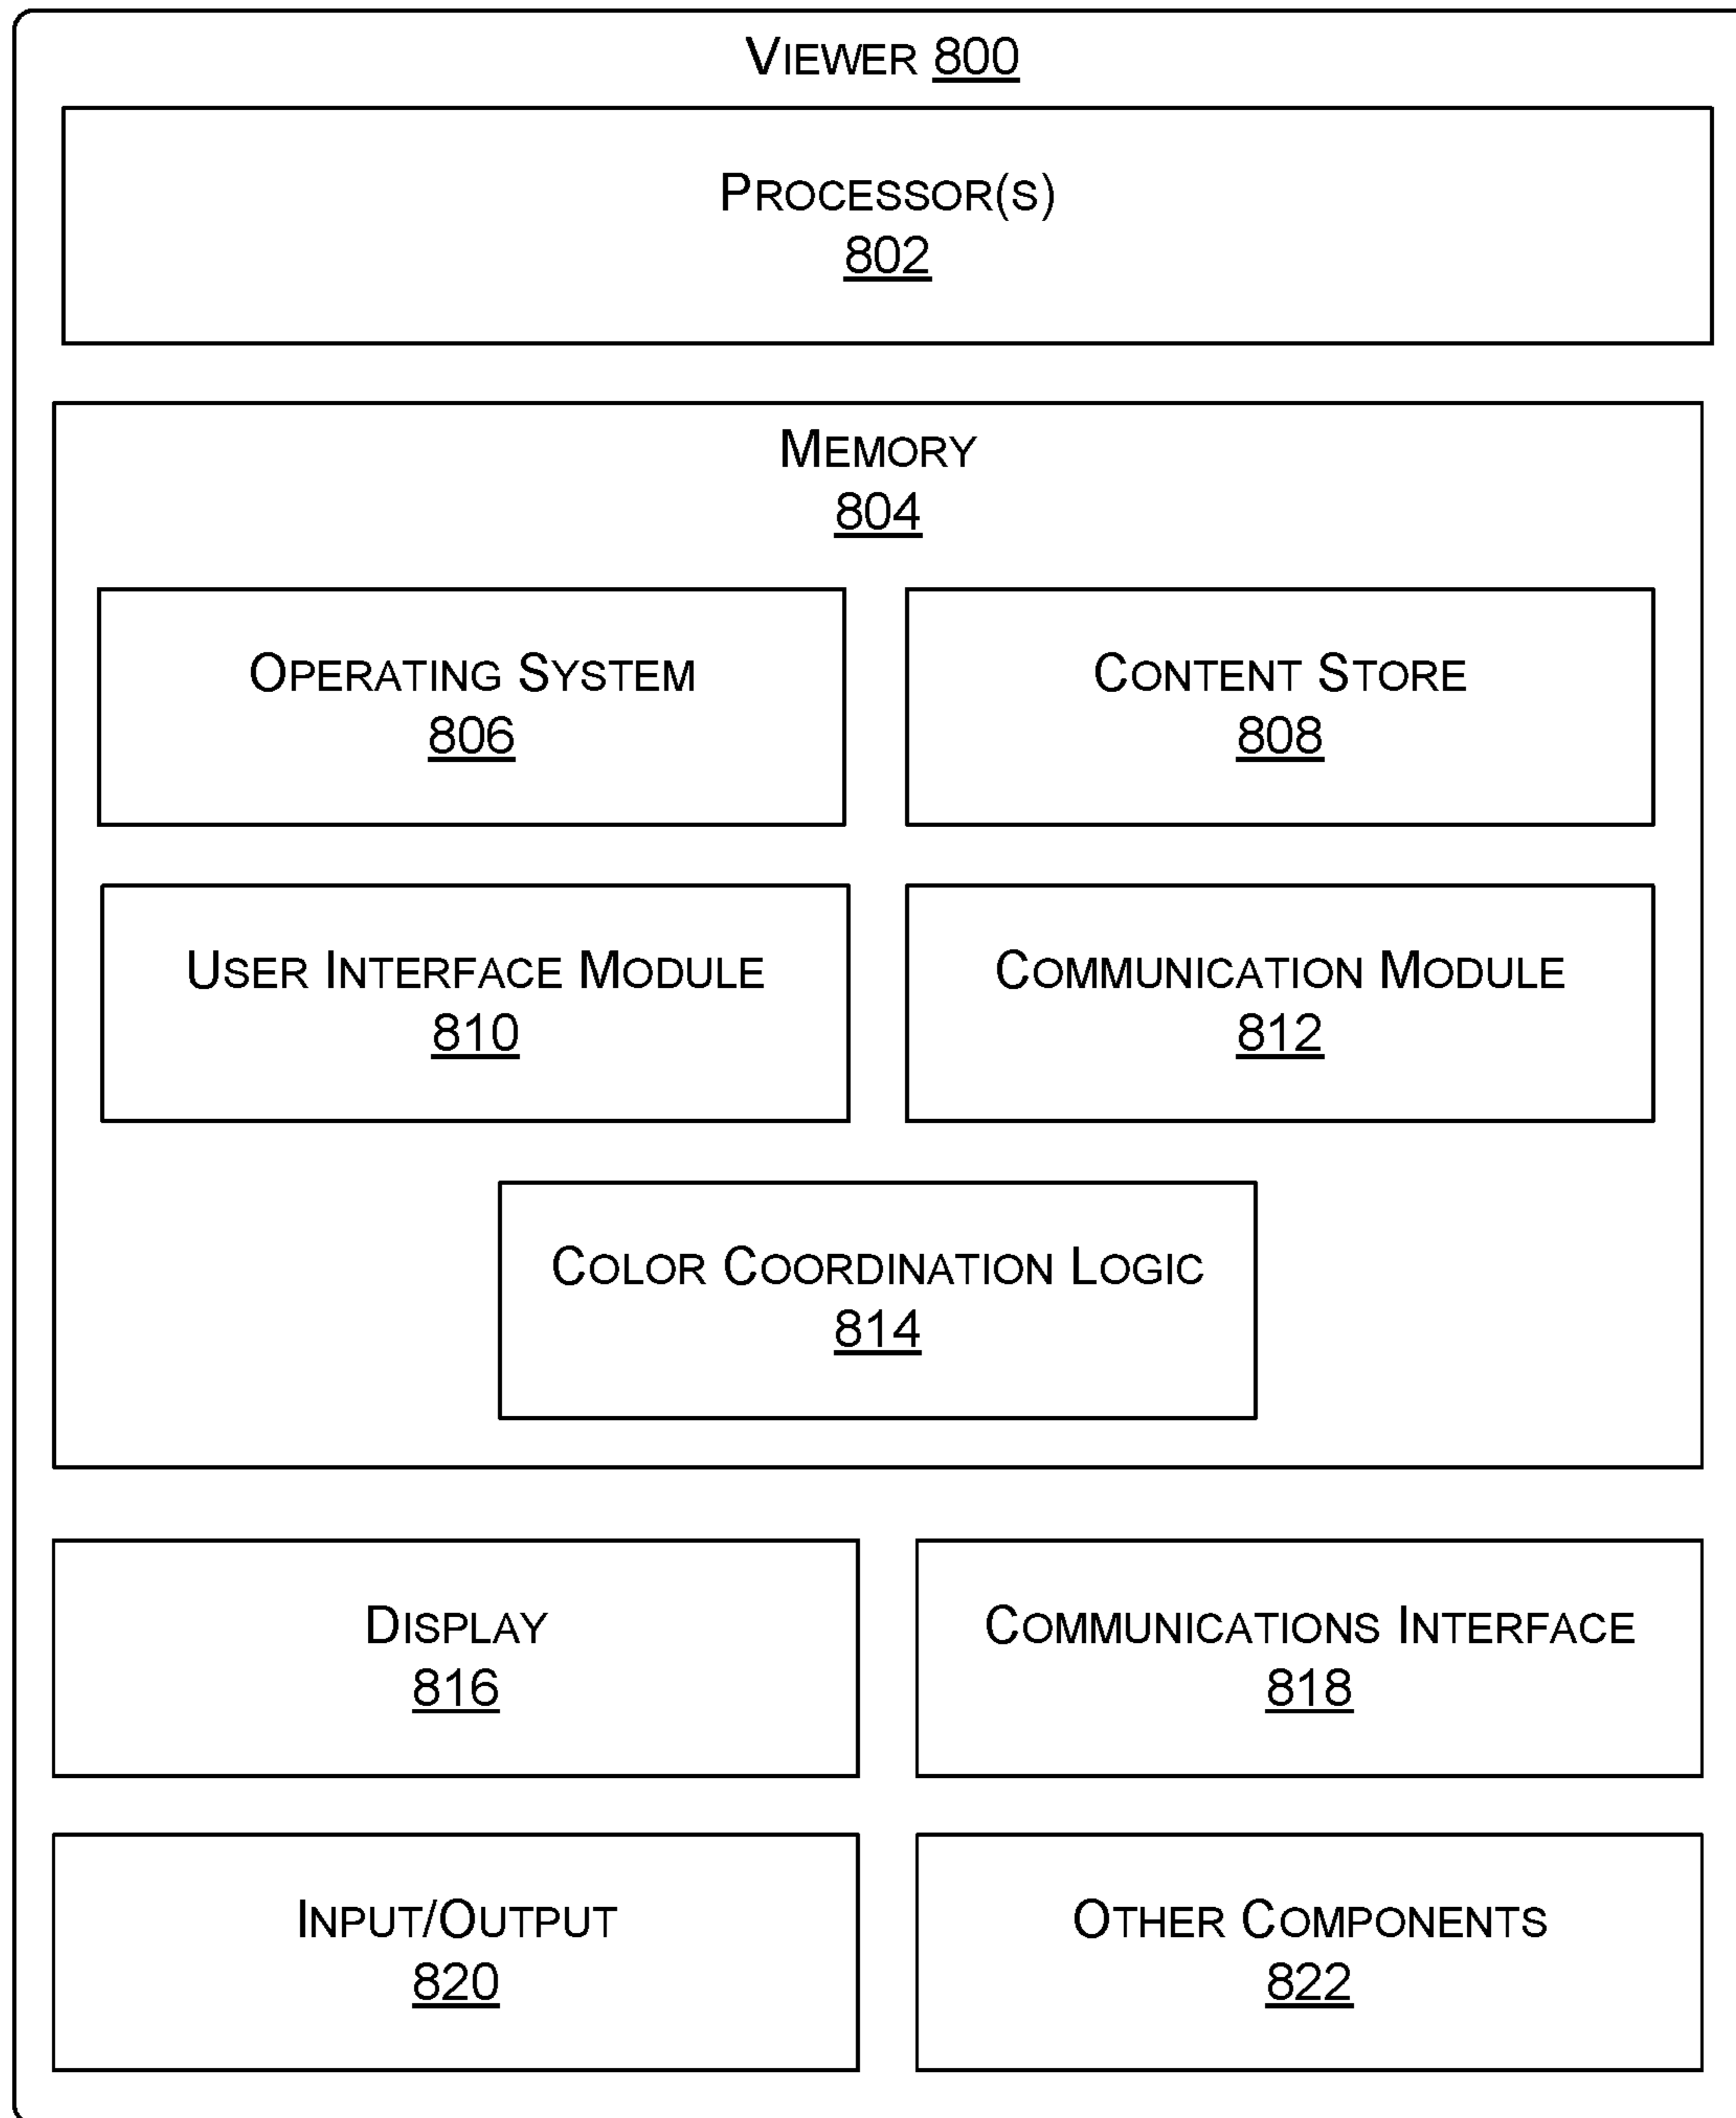 VIEWER 800
PROCESSOR(S)
802
MEMORY
804
OPERATING SYSTEM
806
CONTENT STORE
808
USER INTERFACE MODULE
810
COMMUNICATION MODULE
812
COLOR COORDINATION LOGIC
814
DISPLAY
816
COMMUNICATIONS INTERFACE
818
INPUT/OUTPUT
820
OTHER COMPONENTS
822